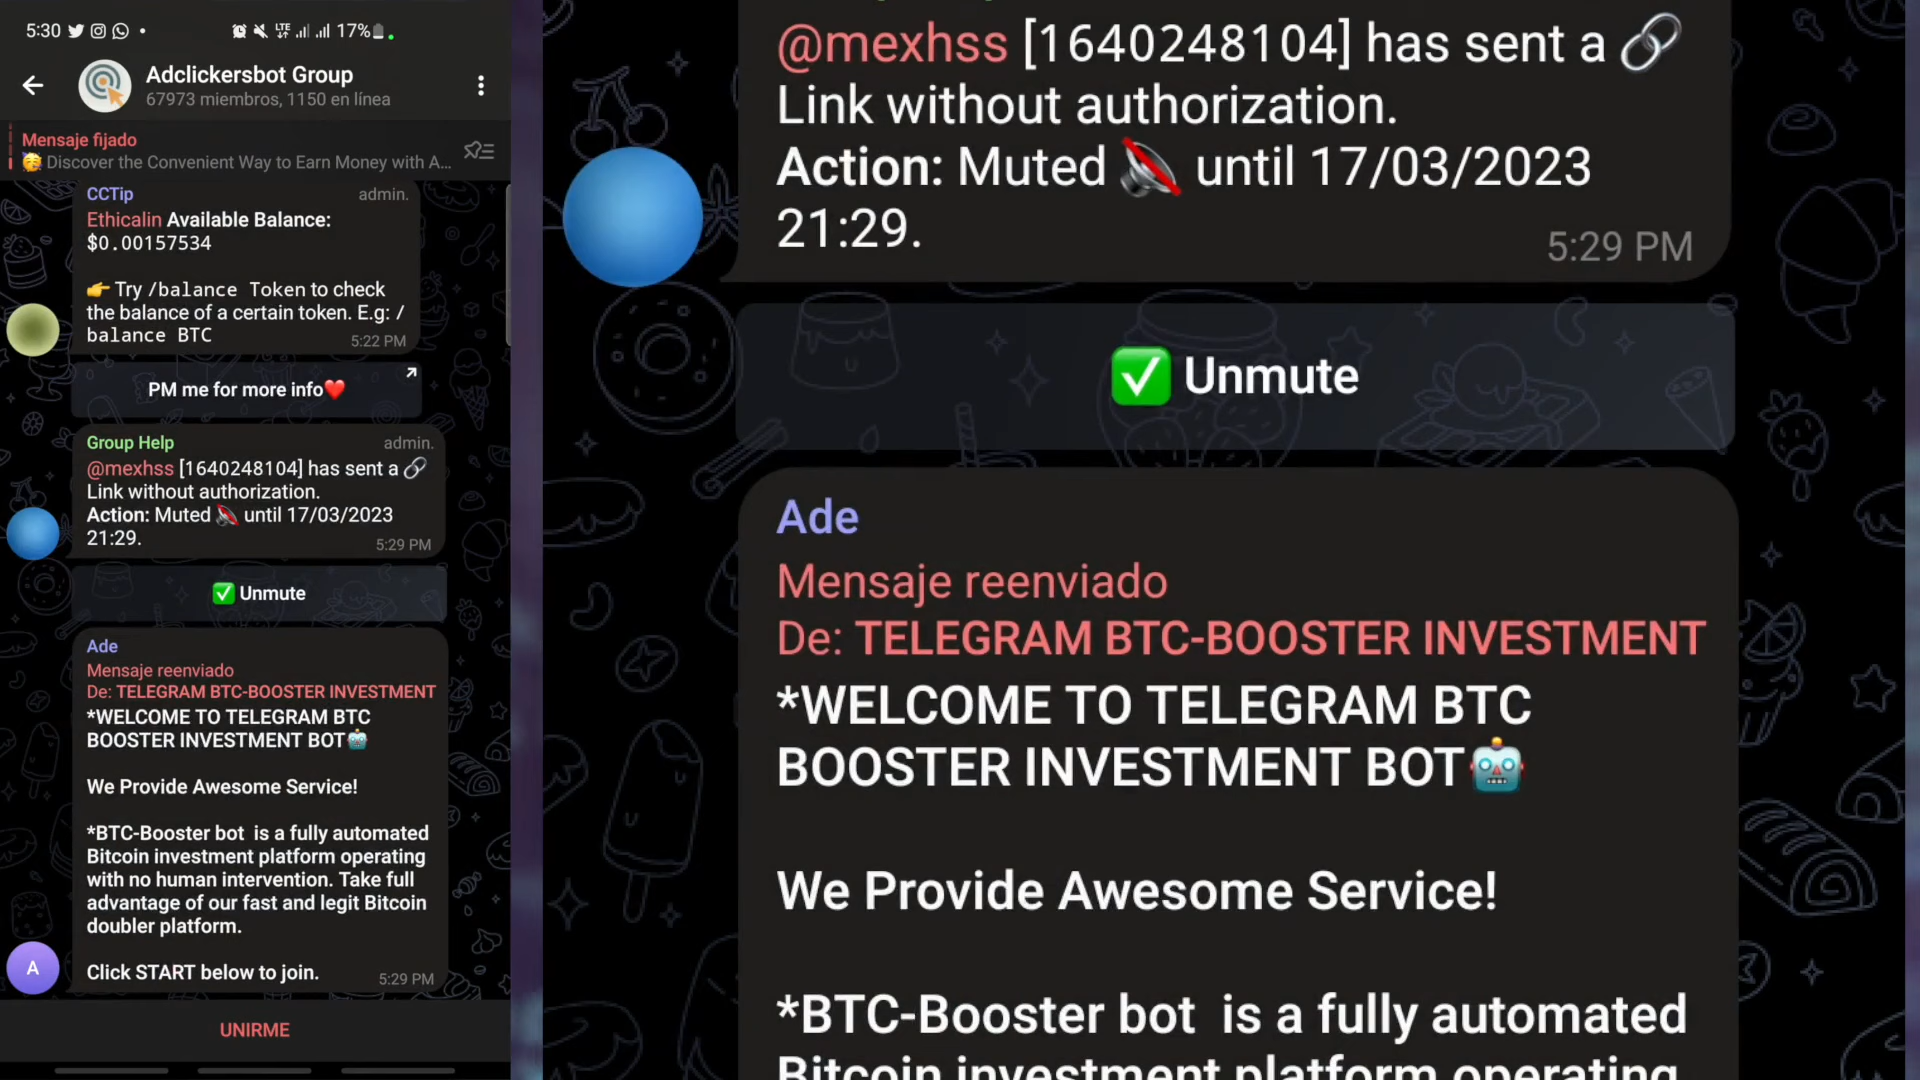 5:30
LTE
17%
Adclickersbot Group
67973 miembros, 1150 en línea
Mensaje fijado
🥳 Discover the Convenient Way to Earn Money with A...
CCTip admin.
Ethicalin Available Balance:
$0.00157534
👉 Try /balance Token to check
the balance of a certain token. E.g: /
balance BTC
5:22 PM
PM me for more info❤️
Group Help admin.
@mexhss [1640248104] has sent a 🔗
Link without authorization.
Action: Muted 🔇 until 17/03/2023
21:29.
5:29 PM
✅ Unmute
Ade
Mensaje reenviado
De: TELEGRAM BTC-BOOSTER INVESTMENT
*WELCOME TO TELEGRAM BTC
BOOSTER INVESTMENT BOT🤖
We Provide Awesome Service!
*BTC-Booster bot  is a fully automated
Bitcoin investment platform operating
with no human intervention. Take full
advantage of our fast and legit Bitcoin
doubler platform.
Click START below to join.
5:29 PM
A
UNIRME
@mexhss [1640248104] has sent a 🔗
Link without authorization.
Action: Muted 🔇 until 17/03/2023
21:29.
5:29 PM
✅ Unmute
Ade
Mensaje reenviado
De: TELEGRAM BTC-BOOSTER INVESTMENT
*WELCOME TO TELEGRAM BTC
BOOSTER INVESTMENT BOT🤖
We Provide Awesome Service!
*BTC-Booster bot  is a fully automated
Bitcoin investment platform operating